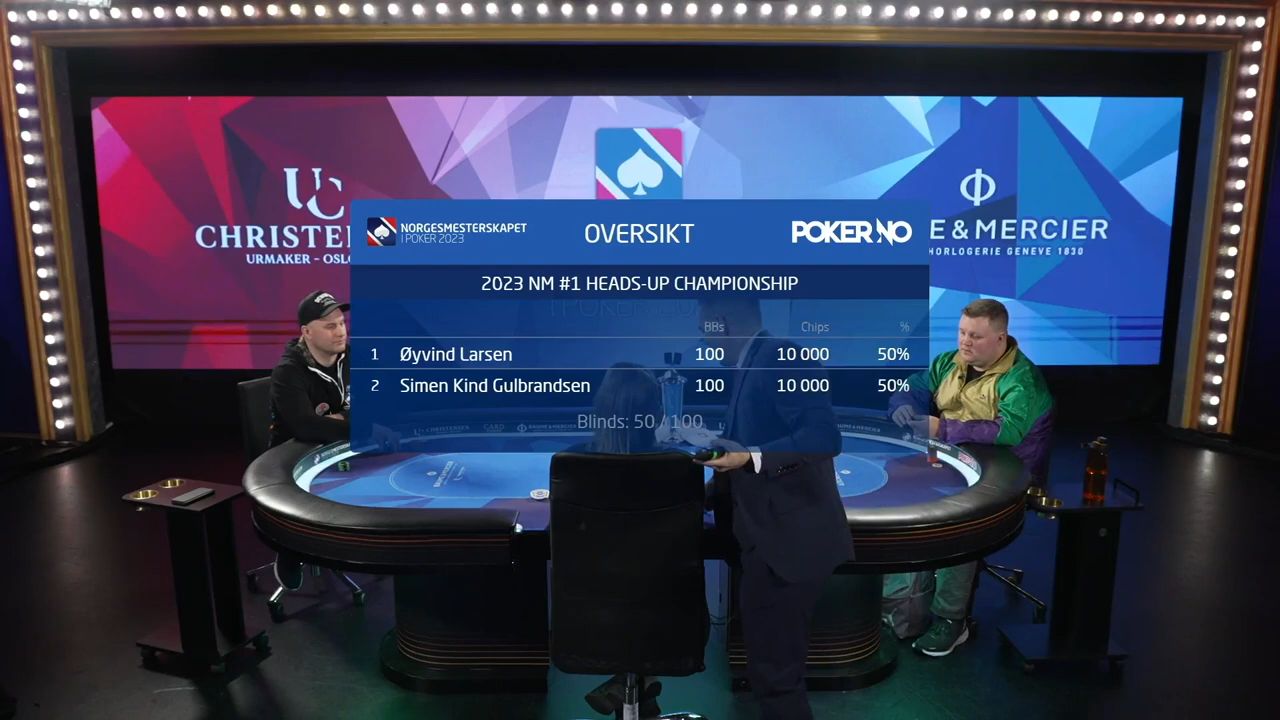 UC
CHRISTE
URMAKER - OSLO
E & MERCIER
HORLOGERIE GENEVE 1830
NORGESMESTERSKAPET
I POKER 2023
OVERSIKT
POKER.NO
2023 NM #1 HEADS-UP CHAMPIONSHIP
BBs Chips %
1 Øyvind Larsen 100 10 000 50%
2 Simen Kind Gulbrandsen 100 10 000 50%
Blinds: 50 / 100